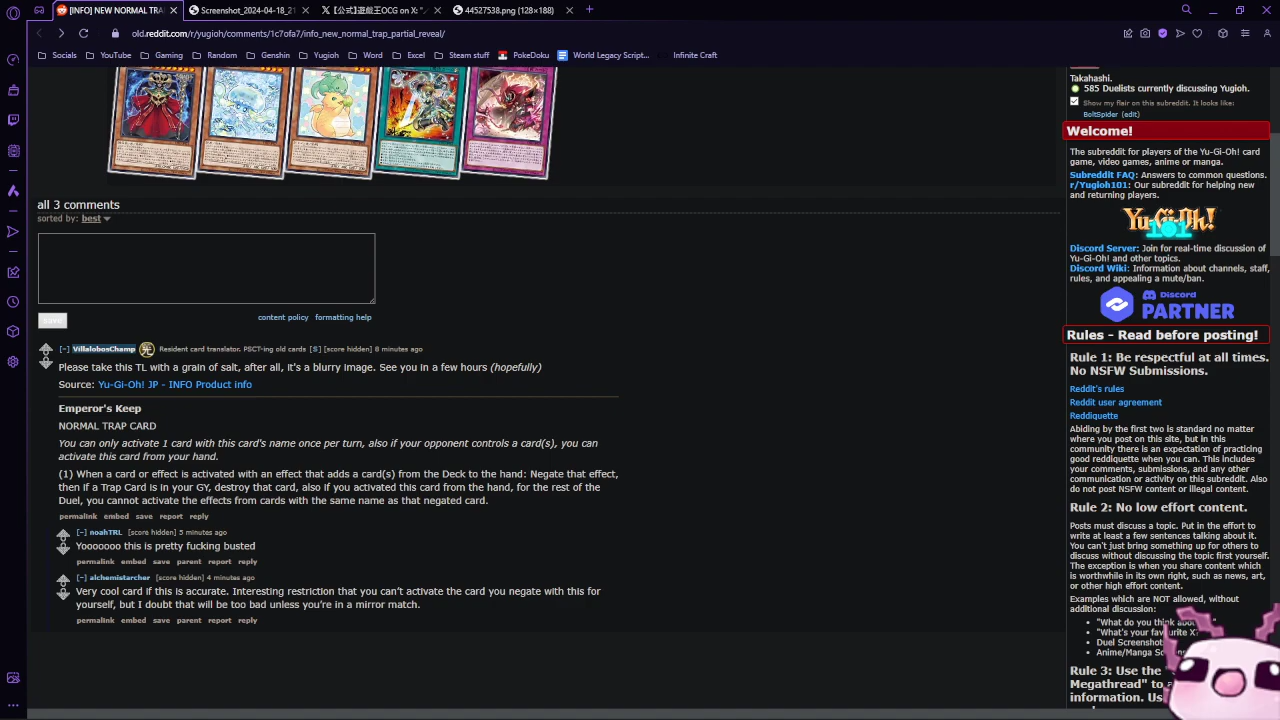 [INFO] NEW NORMAL TRA
Screenshot_2024-04-18_21
【公式】遊戯王OCG on X: "
44527538.png (128×188)
old.reddit.com/r/yugioh/comments/1c7ofa7/info_new_normal_trap_partial_reveal/
Socials YouTube Gaming Random Genshin Yugioh Word Excel Steam stuff PokeDoku World Legacy Script... Infinite Craft
all 3 comments
sorted by: best
save
content policy formatting help
[–] VillalobosChamp Resident card translator. PSCT-ing old cards [S] [score hidden] 8 minutes ago
Please take this TL with a grain of salt, after all, it's a blurry image. See you in a few hours (hopefully)
Source: Yu-Gi-Oh! JP - INFO Product info
Emperor's Keep
NORMAL TRAP CARD
You can only activate 1 card with this card's name once per turn, also if your opponent controls a card(s), you can
activate this card from your hand.
(1) When a card or effect is activated with an effect that adds a card(s) from the Deck to the hand: Negate that effect,
then if a Trap Card is in your GY, destroy that card, also if you activated this card from the hand, for the rest of the
Duel, you cannot activate the effects from cards with the same name as that negated card.
permalink embed save report reply
[–] noahTRL [score hidden] 5 minutes ago
Yooooooo this is pretty fucking busted
permalink embed save parent report reply
[–] alchemistarcher [score hidden] 4 minutes ago
Very cool card if this is accurate. Interesting restriction that you can't activate the card you negate with this for
yourself, but I doubt that will be too bad unless you're in a mirror match.
permalink embed save parent report reply
Takahashi.
585 Duelists currently discussing Yugioh.
Show my flair on this subreddit. It looks like:
BoltSpider (edit)
Welcome!
The subreddit for players of the Yu-Gi-Oh! card
game, video games, anime or manga.
Subreddit FAQ: Answers to common questions.
r/Yugioh101: Our subreddit for helping new
and returning players.
Yu-Gi-Oh!
101
Discord Server: Join for real-time discussion of
Yu-Gi-Oh! and other topics.
Discord Wiki: Information about channels, staff,
rules, and appealing a mute/ban.
Discord
PARTNER
Rules - Read before posting!
Rule 1: Be respectful at all times.
No NSFW Submissions.
Reddit's rules
Reddit user agreement
Reddiquette
Abiding by the first two is standard no matter
where you post on this site, but in this
community there is an expectation of practicing
good reddiquette when you can. This includes
your comments, submissions, and any other
communication or activity on this subreddit. Also
do not post NSFW content or illegal content.
Rule 2: No low effort content.
Posts must discuss a topic. Put in the effort to
write at least a few sentences talking about it.
You can't just bring something up for others to
discuss without discussing the topic first yourself.
The exception is when you share content which
is worthwhile in its own right, such as news, art,
or other high effort content.
Examples which are NOT allowed, without
additional discussion:
• "What do you think
• "What's your favourite
• Duel Screenshot
• Anime/Manga
Rule 3: Use the
Megathread" to
information.